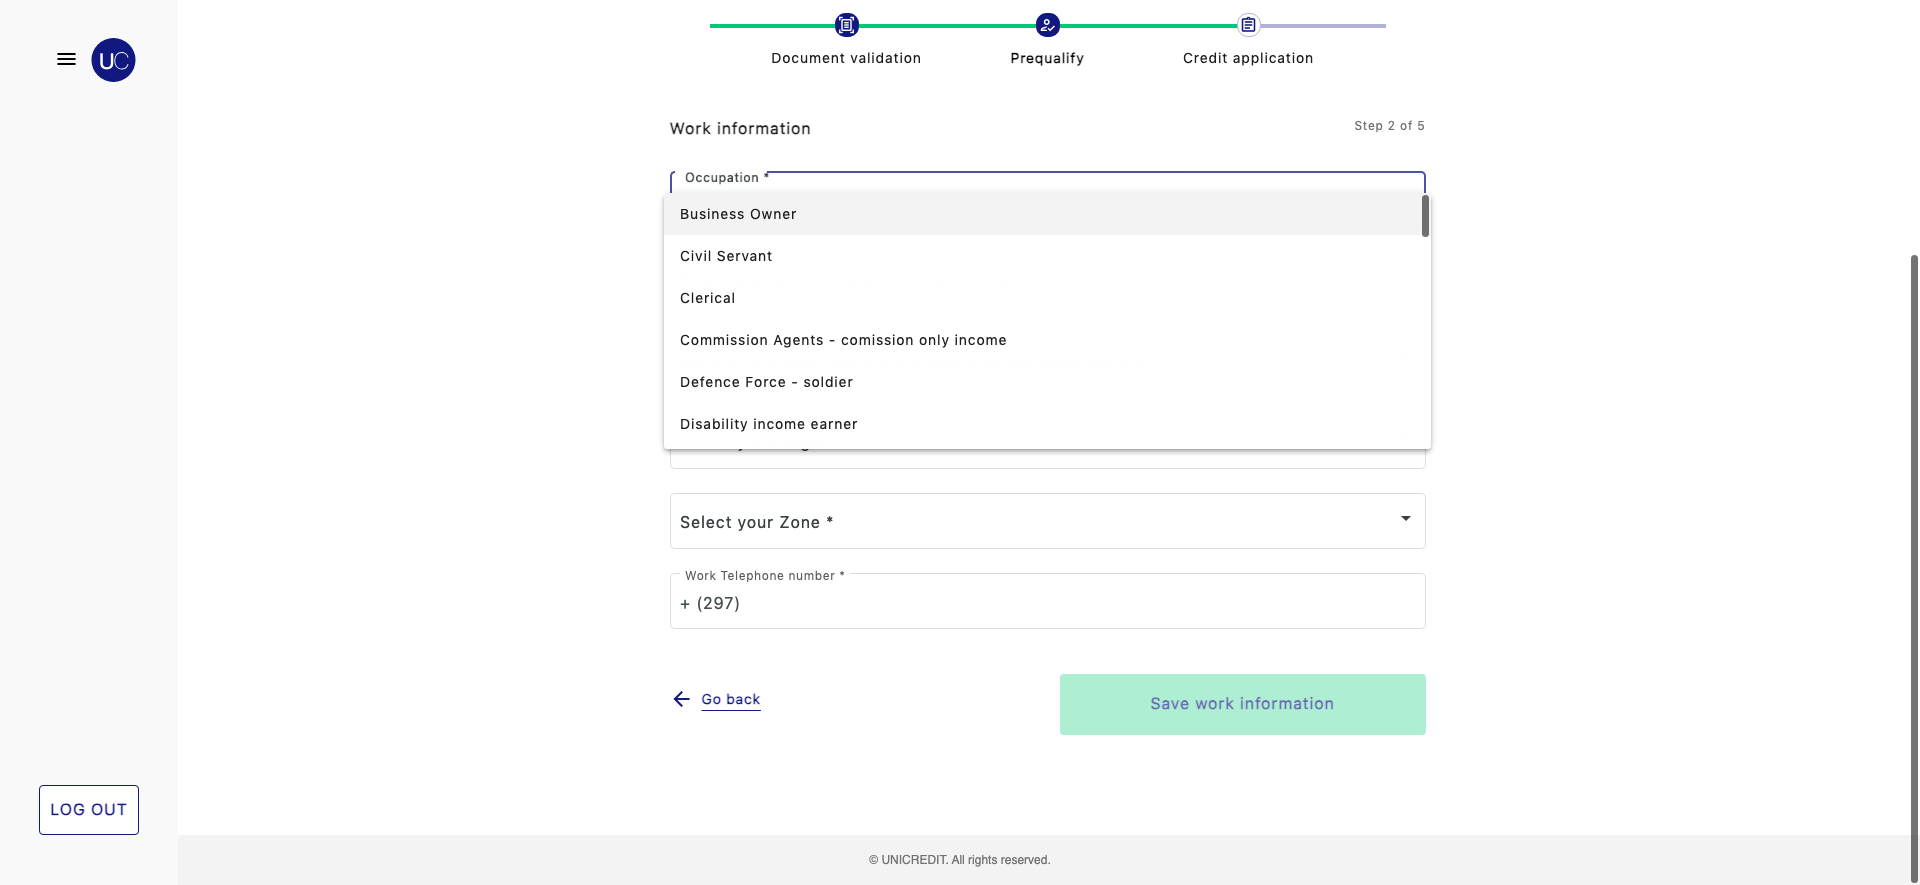 UC
Document validation
Prequalify
Credit application
Work information
Step 2 of 5
Occupation *
Business Owner
Civil Servant
Clerical
Commission Agents - comission only income
Defence Force - soldier
Disability income earner
Select your Zone *
Work Telephone number *
+ (297)
Go back
Save work information
LOG OUT
© UNICREDIT. All rights reserved.